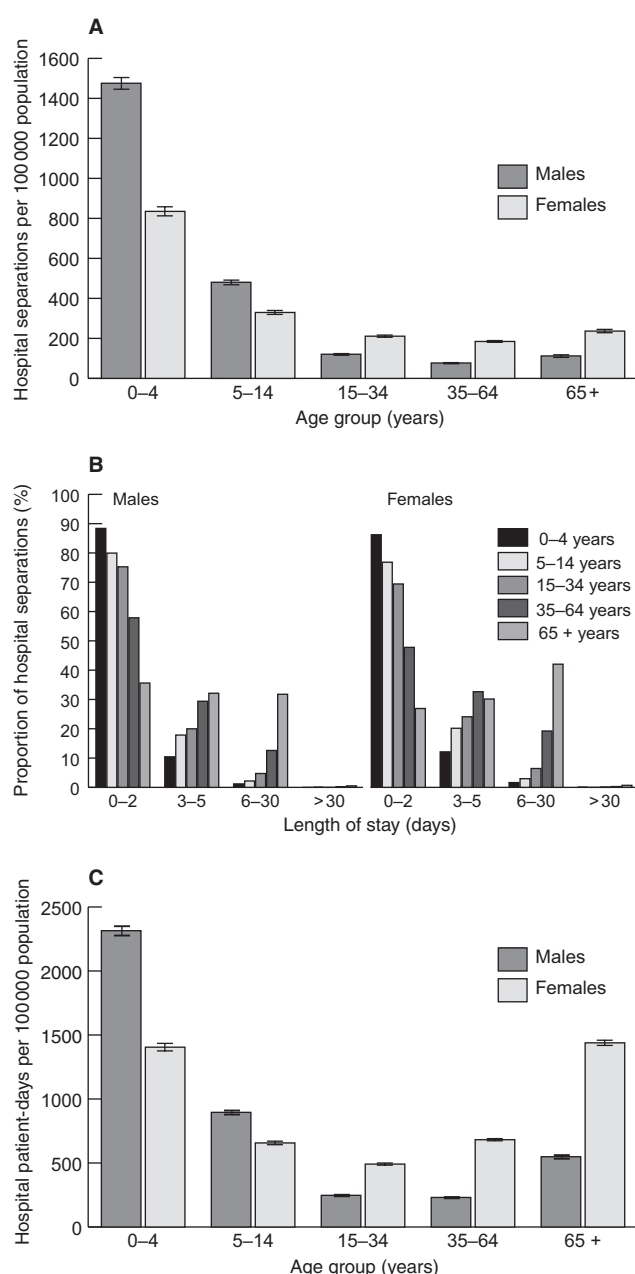 A
Hospital separations per 100 000 population
1600
1400
1200
1000
800
600
400
200
0
Males
Females
0–4 5–14 15–34 35–64 65 +
Age group (years)
B
Proportion of hospital separations (%)
100
90
80
70
60
50
40
30
20
10
0
Males
Females
0–4 years
5–14 years
15–34 years
35–64 years
65 + years
0–2 3–5 6–30 > 30 0–2 3–5 6–30 > 30
Length of stay (days)
C
Hospital patient-days per 100 000 population
2500
2000
1500
1000
500
0
Males
Females
0–4 5–14 15–34 35–64 65 +
Age group (years)